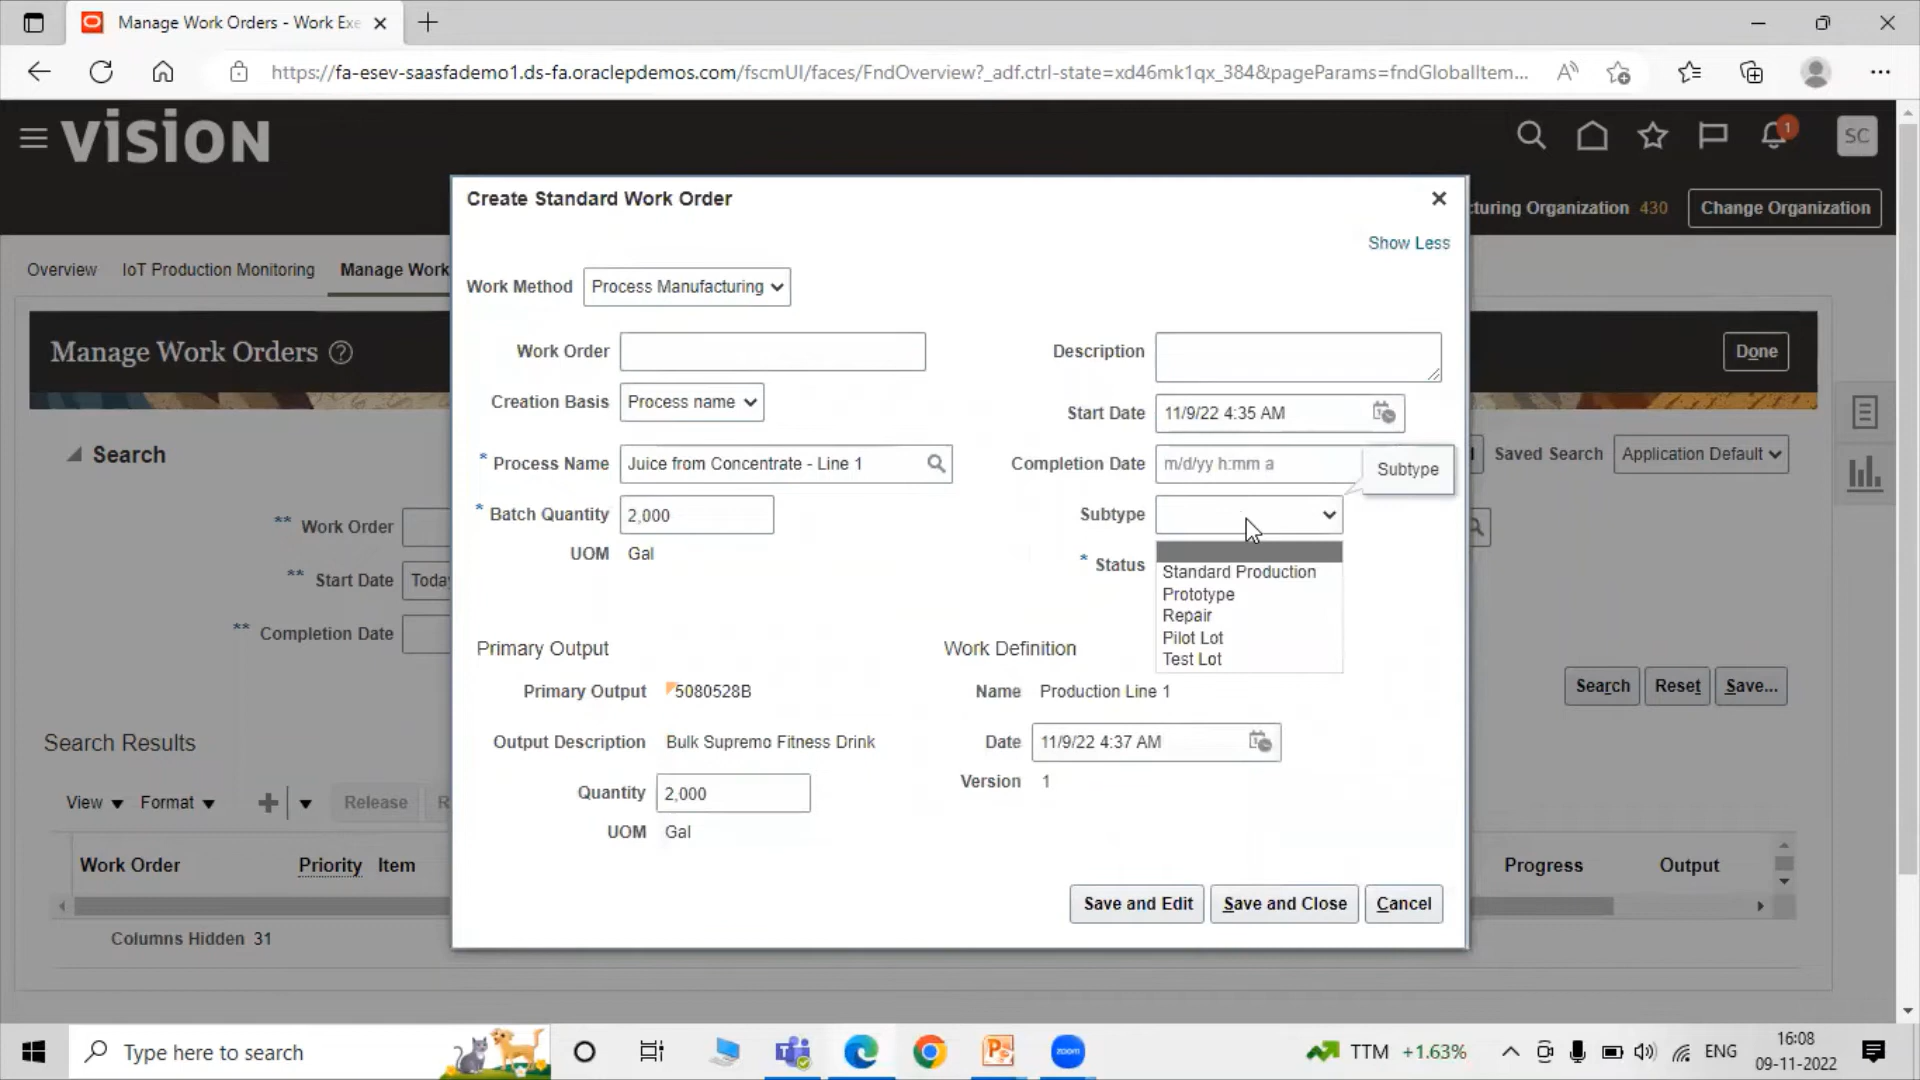 Manage Work Orders - Work Exe
https://fa-esev-saasfademo1.ds-fa.oraclepdemos.com/fscmUI/faces/FndOverview?_adf.ctrl-state=xd46mk1qx_384&pageParams=fndGlobalItem...
VISION
1
SC
Create Standard Work Order
turing Organization 430
Change Organization
Show Less
Overview
IoT Production Monitoring
Manage Work
Work Method
Process Manufacturing
Manage Work Orders
Done
Work Order
Description
Creation Basis
Process name
Start Date
11/9/22 4:35 AM
Search
* Process Name
Juice from Concentrate - Line 1
Completion Date
m/d/yy h:mm a
Subtype
Saved Search
Application Default
* Batch Quantity
2,000
Subtype
** Work Order
UOM
Gal
* Status
Standard Production
Prototype
Repair
Pilot Lot
Test Lot
** Start Date
Toda
** Completion Date
Primary Output
Work Definition
Primary Output
5080528B
Name
Production Line 1
Search
Reset
Save...
Search Results
Output Description
Bulk Supremo Fitness Drink
Date
11/9/22 4:37 AM
Version
1
Quantity
2,000
UOM
Gal
View
Format
Release
R
Work Order
Priority
Item
Progress
Output
Save and Edit
Save and Close
Cancel
Columns Hidden 31
Type here to search
zoom
TTM +1.63%
ENG
16:08
09-11-2022